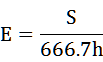 E = S / 666.7h